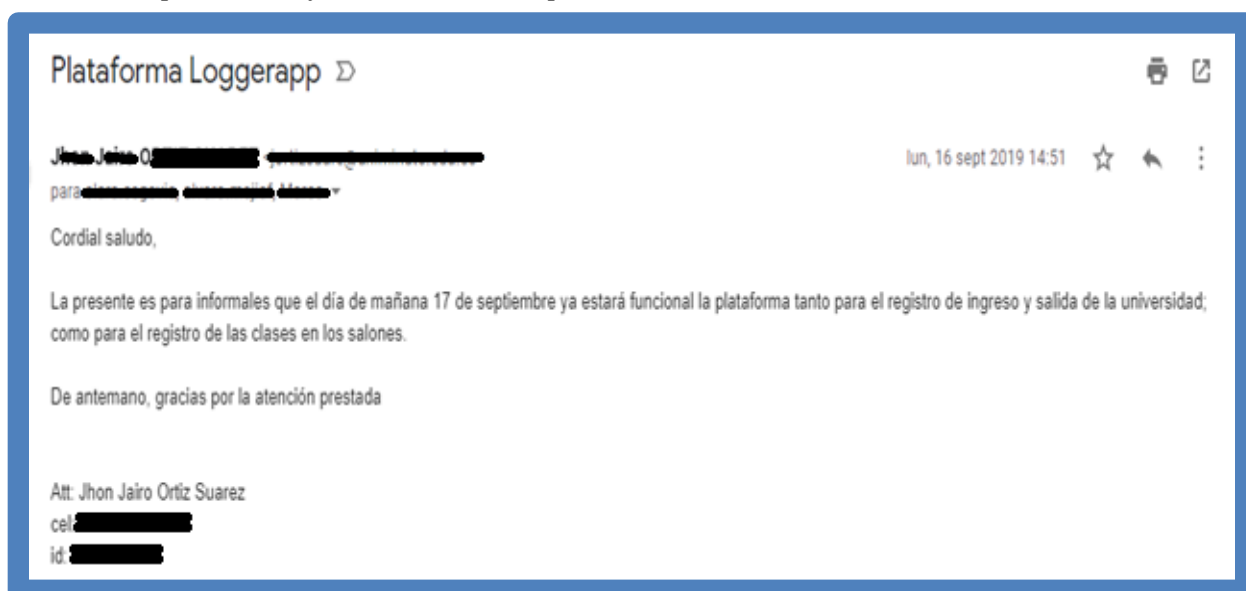 Plataforma Loggerapp
lun, 16 sept 2019 14:51
para
Cordial saludo,
La presente es para informales que el día de mañana 17 de septiembre ya estará funcional la plataforma tanto para el registro de ingreso y salida de la universidad;
como para el registro de las clases en los salones.
De antemano, gracias por la atención prestada
Att: Jhon Jairo Ortiz Suarez
cel
id: